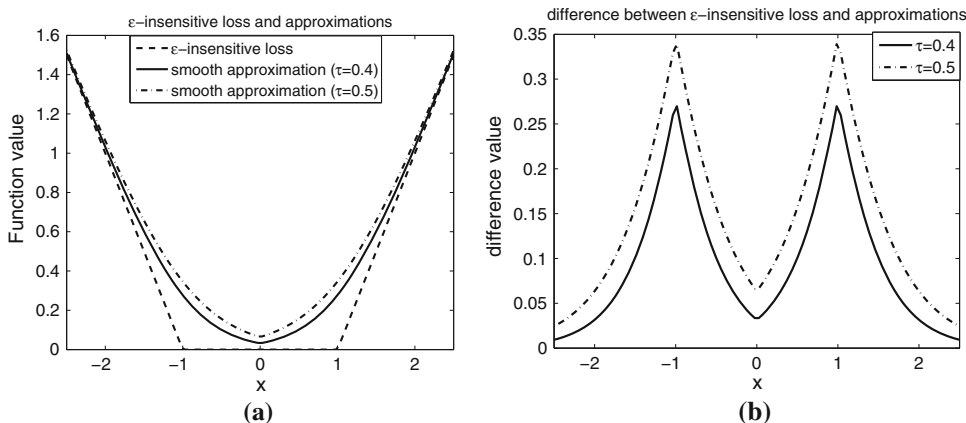 ε-insensitive loss and approximations
1.6
1.4
1.2
1
0.8
0.6
0.4
0.2
0
Function value
ε-insensitive loss
smooth approximation (τ=0.4)
smooth approximation (τ=0.5)
−2
−1
0
1
2
x
(a)
difference between ε-insensitive loss and approximations
0.35
0.3
0.25
0.2
0.15
0.1
0.05
0
difference value
τ=0.4
τ=0.5
−2
−1
0
1
2
x
(b)